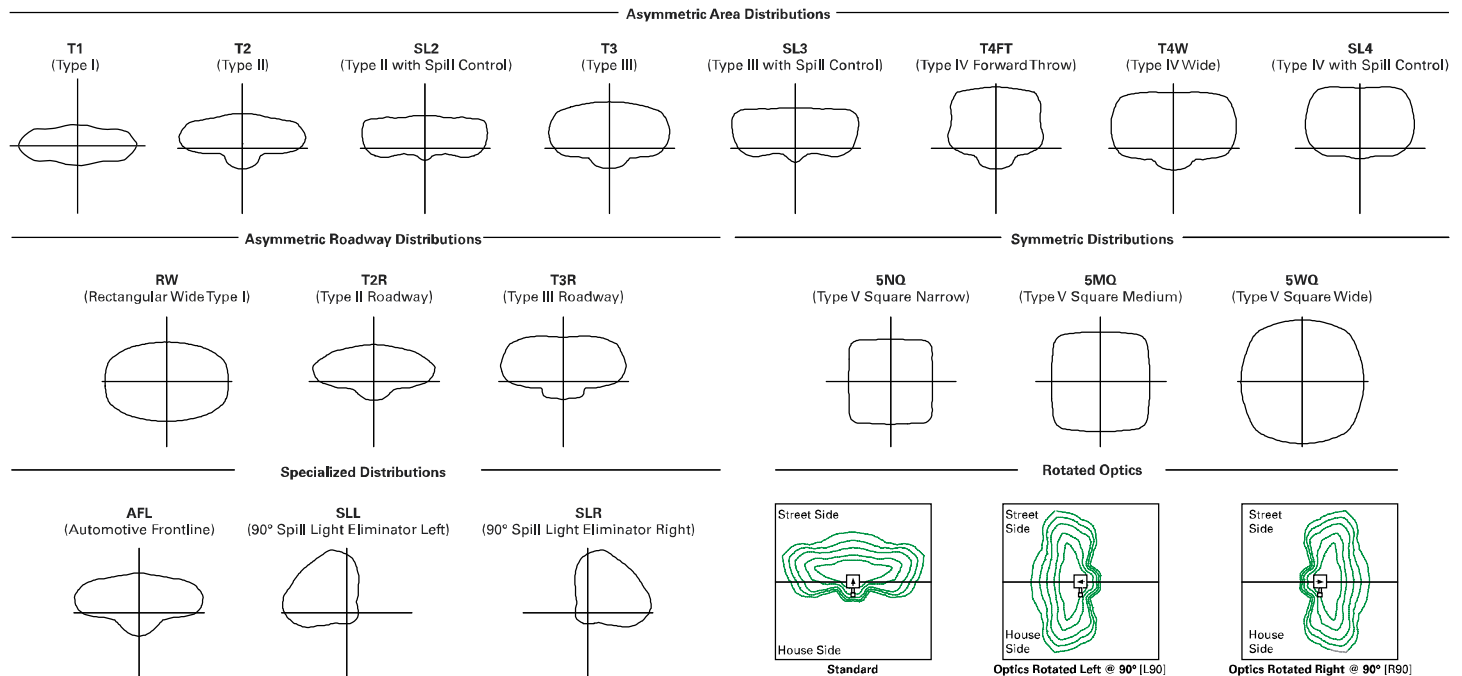 Asymmetric Area Distributions
T1
(Type I)
T2
(Type II)
SL2
(Type II with Spill Control)
T3
(Type III)
SL3
(Type III with Spill Control)
T4FT
(Type IV Forward Throw)
T4W
(Type IV Wide)
SL4
(Type IV with Spill Control)
Asymmetric Roadway Distributions
RW
(Rectangular Wide Type I)
T2R
(Type II Roadway)
T3R
(Type III Roadway)
Symmetric Distributions
5NQ
(Type V Square Narrow)
5MQ
(Type V Square Medium)
5WQ
(Type V Square Wide)
Specialized Distributions
AFL
(Automotive Frontline)
SLL
(90° Spill Light Eliminator Left)
SLR
(90° Spill Light Eliminator Right)
Rotated Optics
Street Side
House Side
Standard
Street
Side
House
Side
Optics Rotated Left @ 90° [L90]
Street
Side
House
Side
Optics Rotated Right @ 90° [R90]